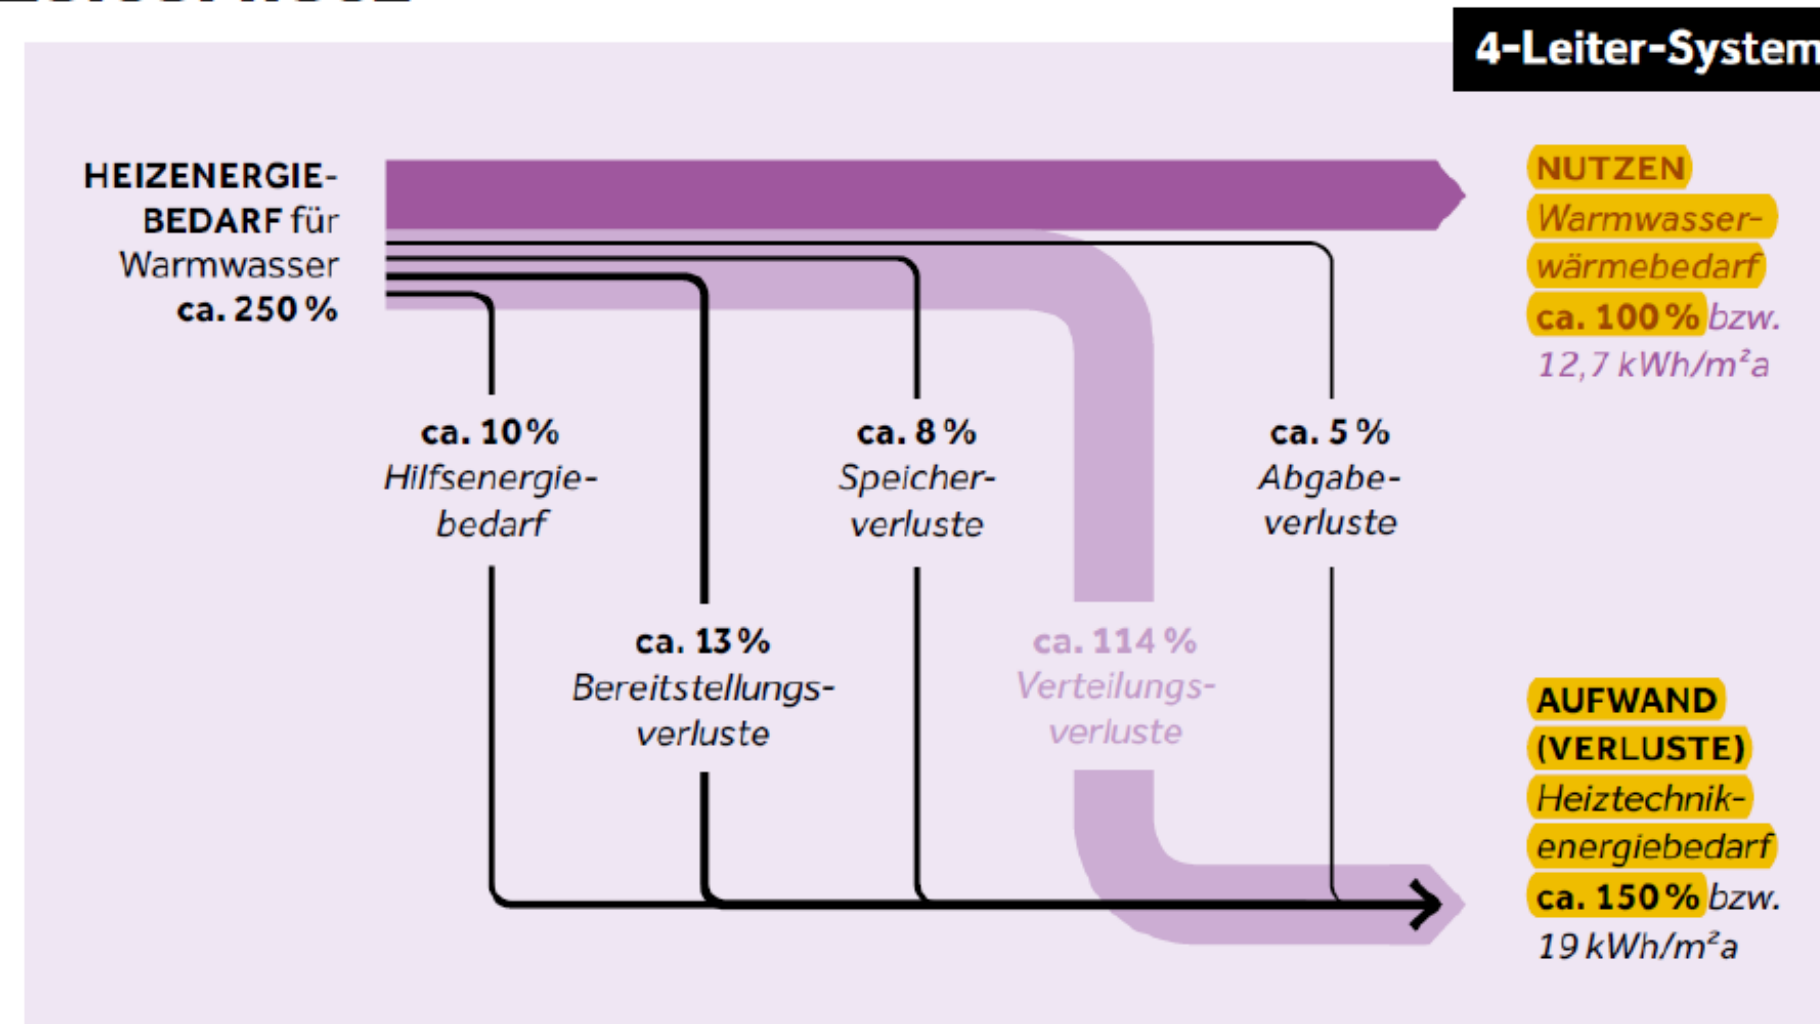 4-Leiter-System
HEIZENERGIE-
BEDARF für
Warmwasser
ca. 250 %
NUTZEN
Warmwasser-
wärmebedarf
ca. 100 % bzw.
12,7 kWh/m²a
ca. 10 %
Hilfsenergie-
bedarf
ca. 8 %
Speicher-
verluste
ca. 5 %
Abgabe-
verluste
ca. 13 %
Bereitstellungs-
verluste
ca. 114 %
Verteilungs-
verluste
AUFWAND
(VERLUSTE)
Heiztechnik-
energiebedarf
ca. 150 % bzw.
19 kWh/m²a